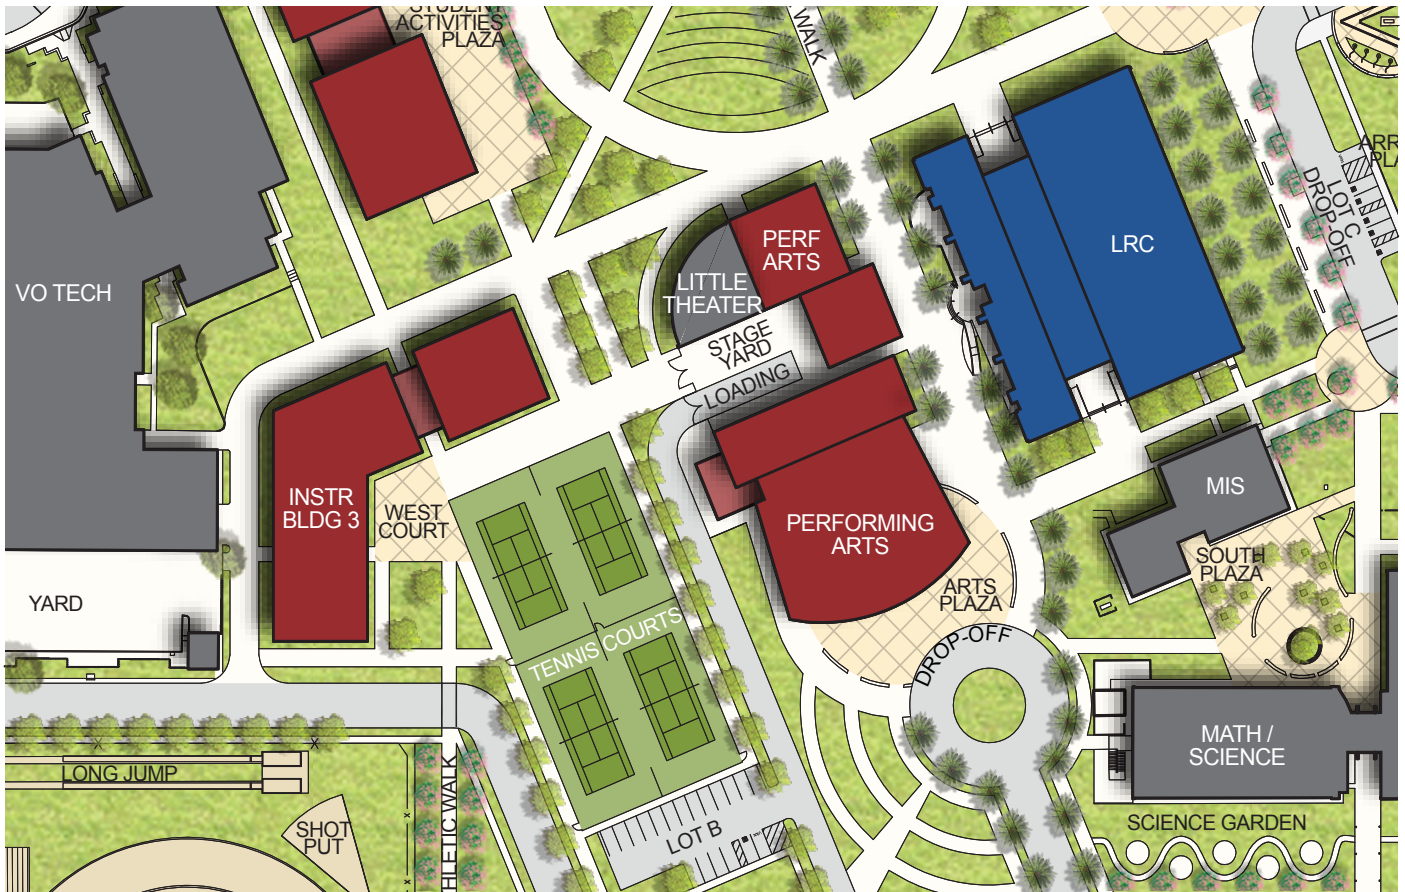 STUDENT
ACTIVITIES
PLAZA
WALK
LOT C
DROP-OFF
PERF
ARTS
LRC
VO TECH
LITTLE
THEATER
STAGE
YARD
LOADING
INSTR
BLDG 3
WEST
COURT
MIS
PERFORMING
ARTS
SOUTH
PLAZA
ARTS
PLAZA
YARD
TENNIS COURTS
DROP-OFF
MATH /
SCIENCE
LONG JUMP
SHOT
PUT
LOT B
SCIENCE GARDEN